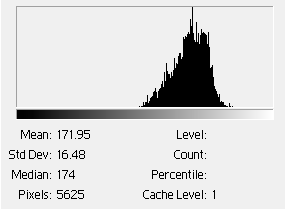 Mean: 171.95 Level:
Std Dev: 16.48 Count:
Median: 174 Percentile:
Pixels: 5625 Cache Level: 1